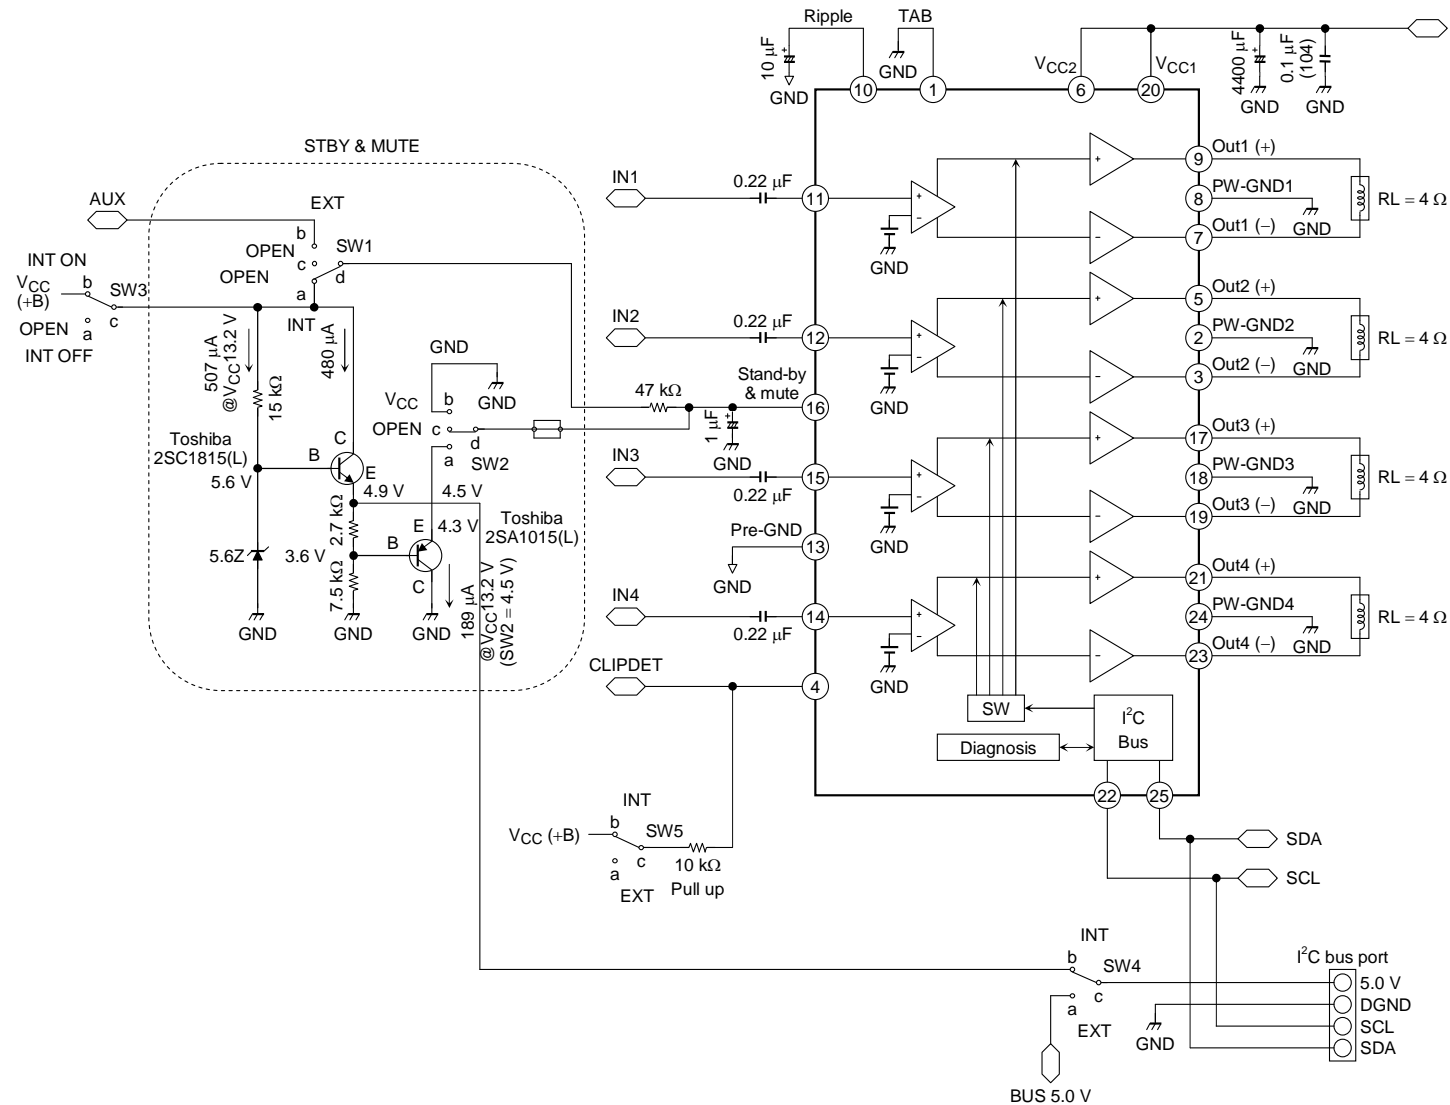 Ripple
TAB
10 µF
GND
GND
10
1
VCC2
VCC1
6
20
4400 µF
0.1 µF
(104)
GND
GND
STBY & MUTE
AUX
EXT
b
OPEN
c
SW1
OPEN
d
a
INT
INT ON
VCC
(+B)
b
SW3
OPEN
a
c
INT OFF
507 µA
@VCC13.2 V
15 kΩ
480 µA
GND
GND
VCC
b
OPEN
c
d
a
SW2
Toshiba
2SC1815(L)
5.6 V
B
C
E
4.9 V
4.5 V
4.3 V
Toshiba
2SA1015(L)
5.6Z
3.6 V
2.7 kΩ
7.5 kΩ
B
E
C
GND
GND
GND
189 µA
@VCC13.2 V
(SW2 = 4.5 V)
47 kΩ
Stand-by
& mute
16
1 µF
GND
IN1
0.22 µF
11
+
−
GND
+
−
9
Out1 (+)
8
PW-GND1
GND
7
Out1 (−)
RL = 4 Ω
IN2
0.22 µF
12
+
−
GND
+
−
5
Out2 (+)
2
PW-GND2
GND
3
Out2 (−)
RL = 4 Ω
IN3
0.22 µF
15
+
−
GND
+
−
17
Out3 (+)
18
PW-GND3
GND
19
Out3 (−)
RL = 4 Ω
Pre-GND
13
GND
IN4
0.22 µF
14
+
−
GND
+
−
21
Out4 (+)
24
PW-GND4
GND
23
Out4 (−)
RL = 4 Ω
CLIPDET
4
SW
I2C
Bus
Diagnosis
22
25
INT
b
VCC (+B)
SW5
a
c
EXT
10 kΩ
Pull up
SDA
SCL
INT
b
SW4
c
a
EXT
BUS 5.0 V
GND
I2C bus port
5.0 V
DGND
SCL
SDA